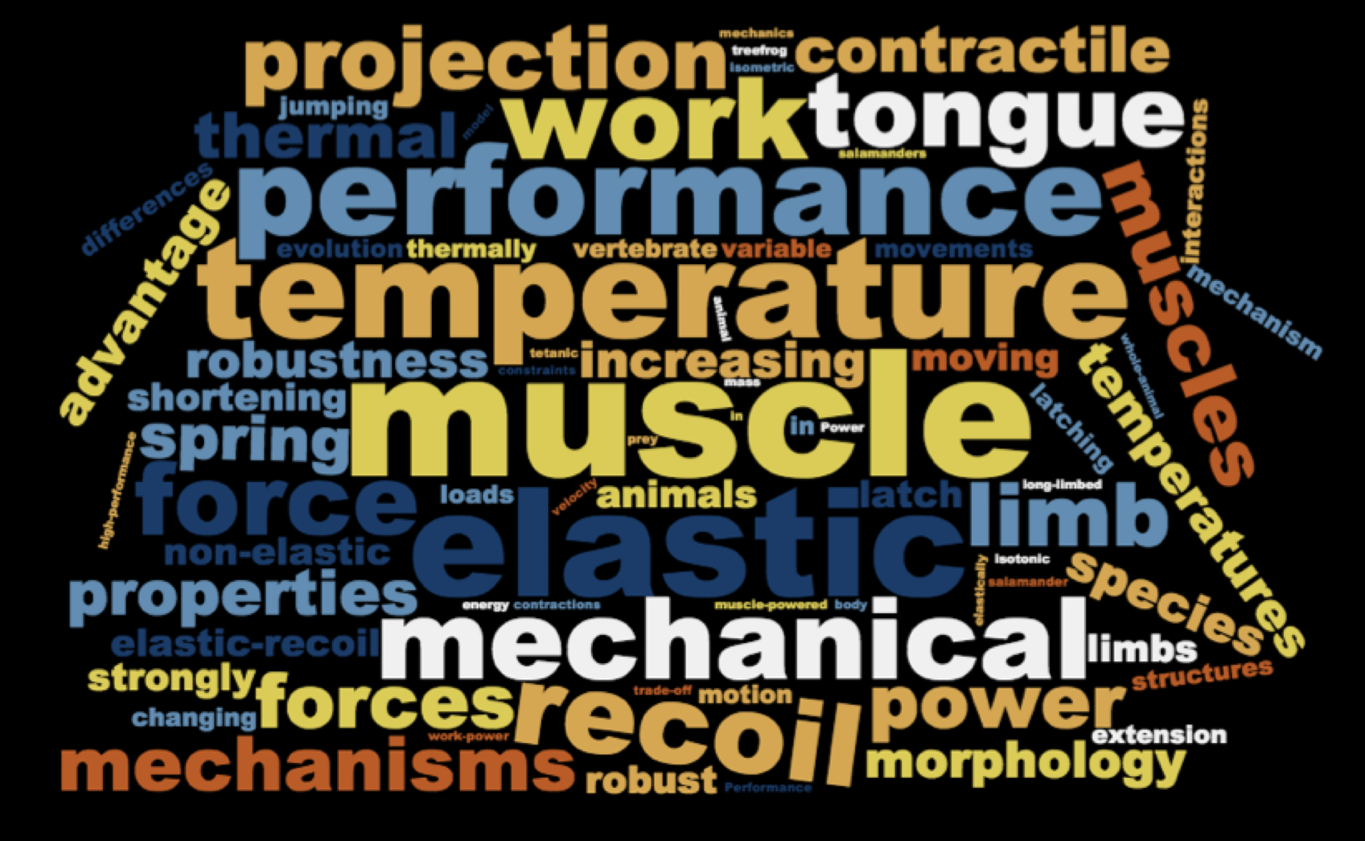 projection
mechanics
treefrog
isometric
contractile
jumping
model
work
tongue
thermal
salamanders
interactions
differences
performance
muscles
advantage
evolution
thermally
vertebrate
variable
movements
temperature
animal
mechanism
robustness
tetanic
constraints
increasing
moving
whole-animal
temperatures
shortening
muscle
mass
in
in
Power
prey
latching
spring
high-performance
force
loads
velocity
animals
latch
long-limbed
limb
elastic
non-elastic
isotonic
elastically
salamander
species
properties
energy
contractions
muscle-powered
body
elastic-recoil
mechanical
limbs
strongly
structures
forces
recoil
trade-off
motion
power
changing
work-power
extension
mechanisms
robust
Performance
morphology